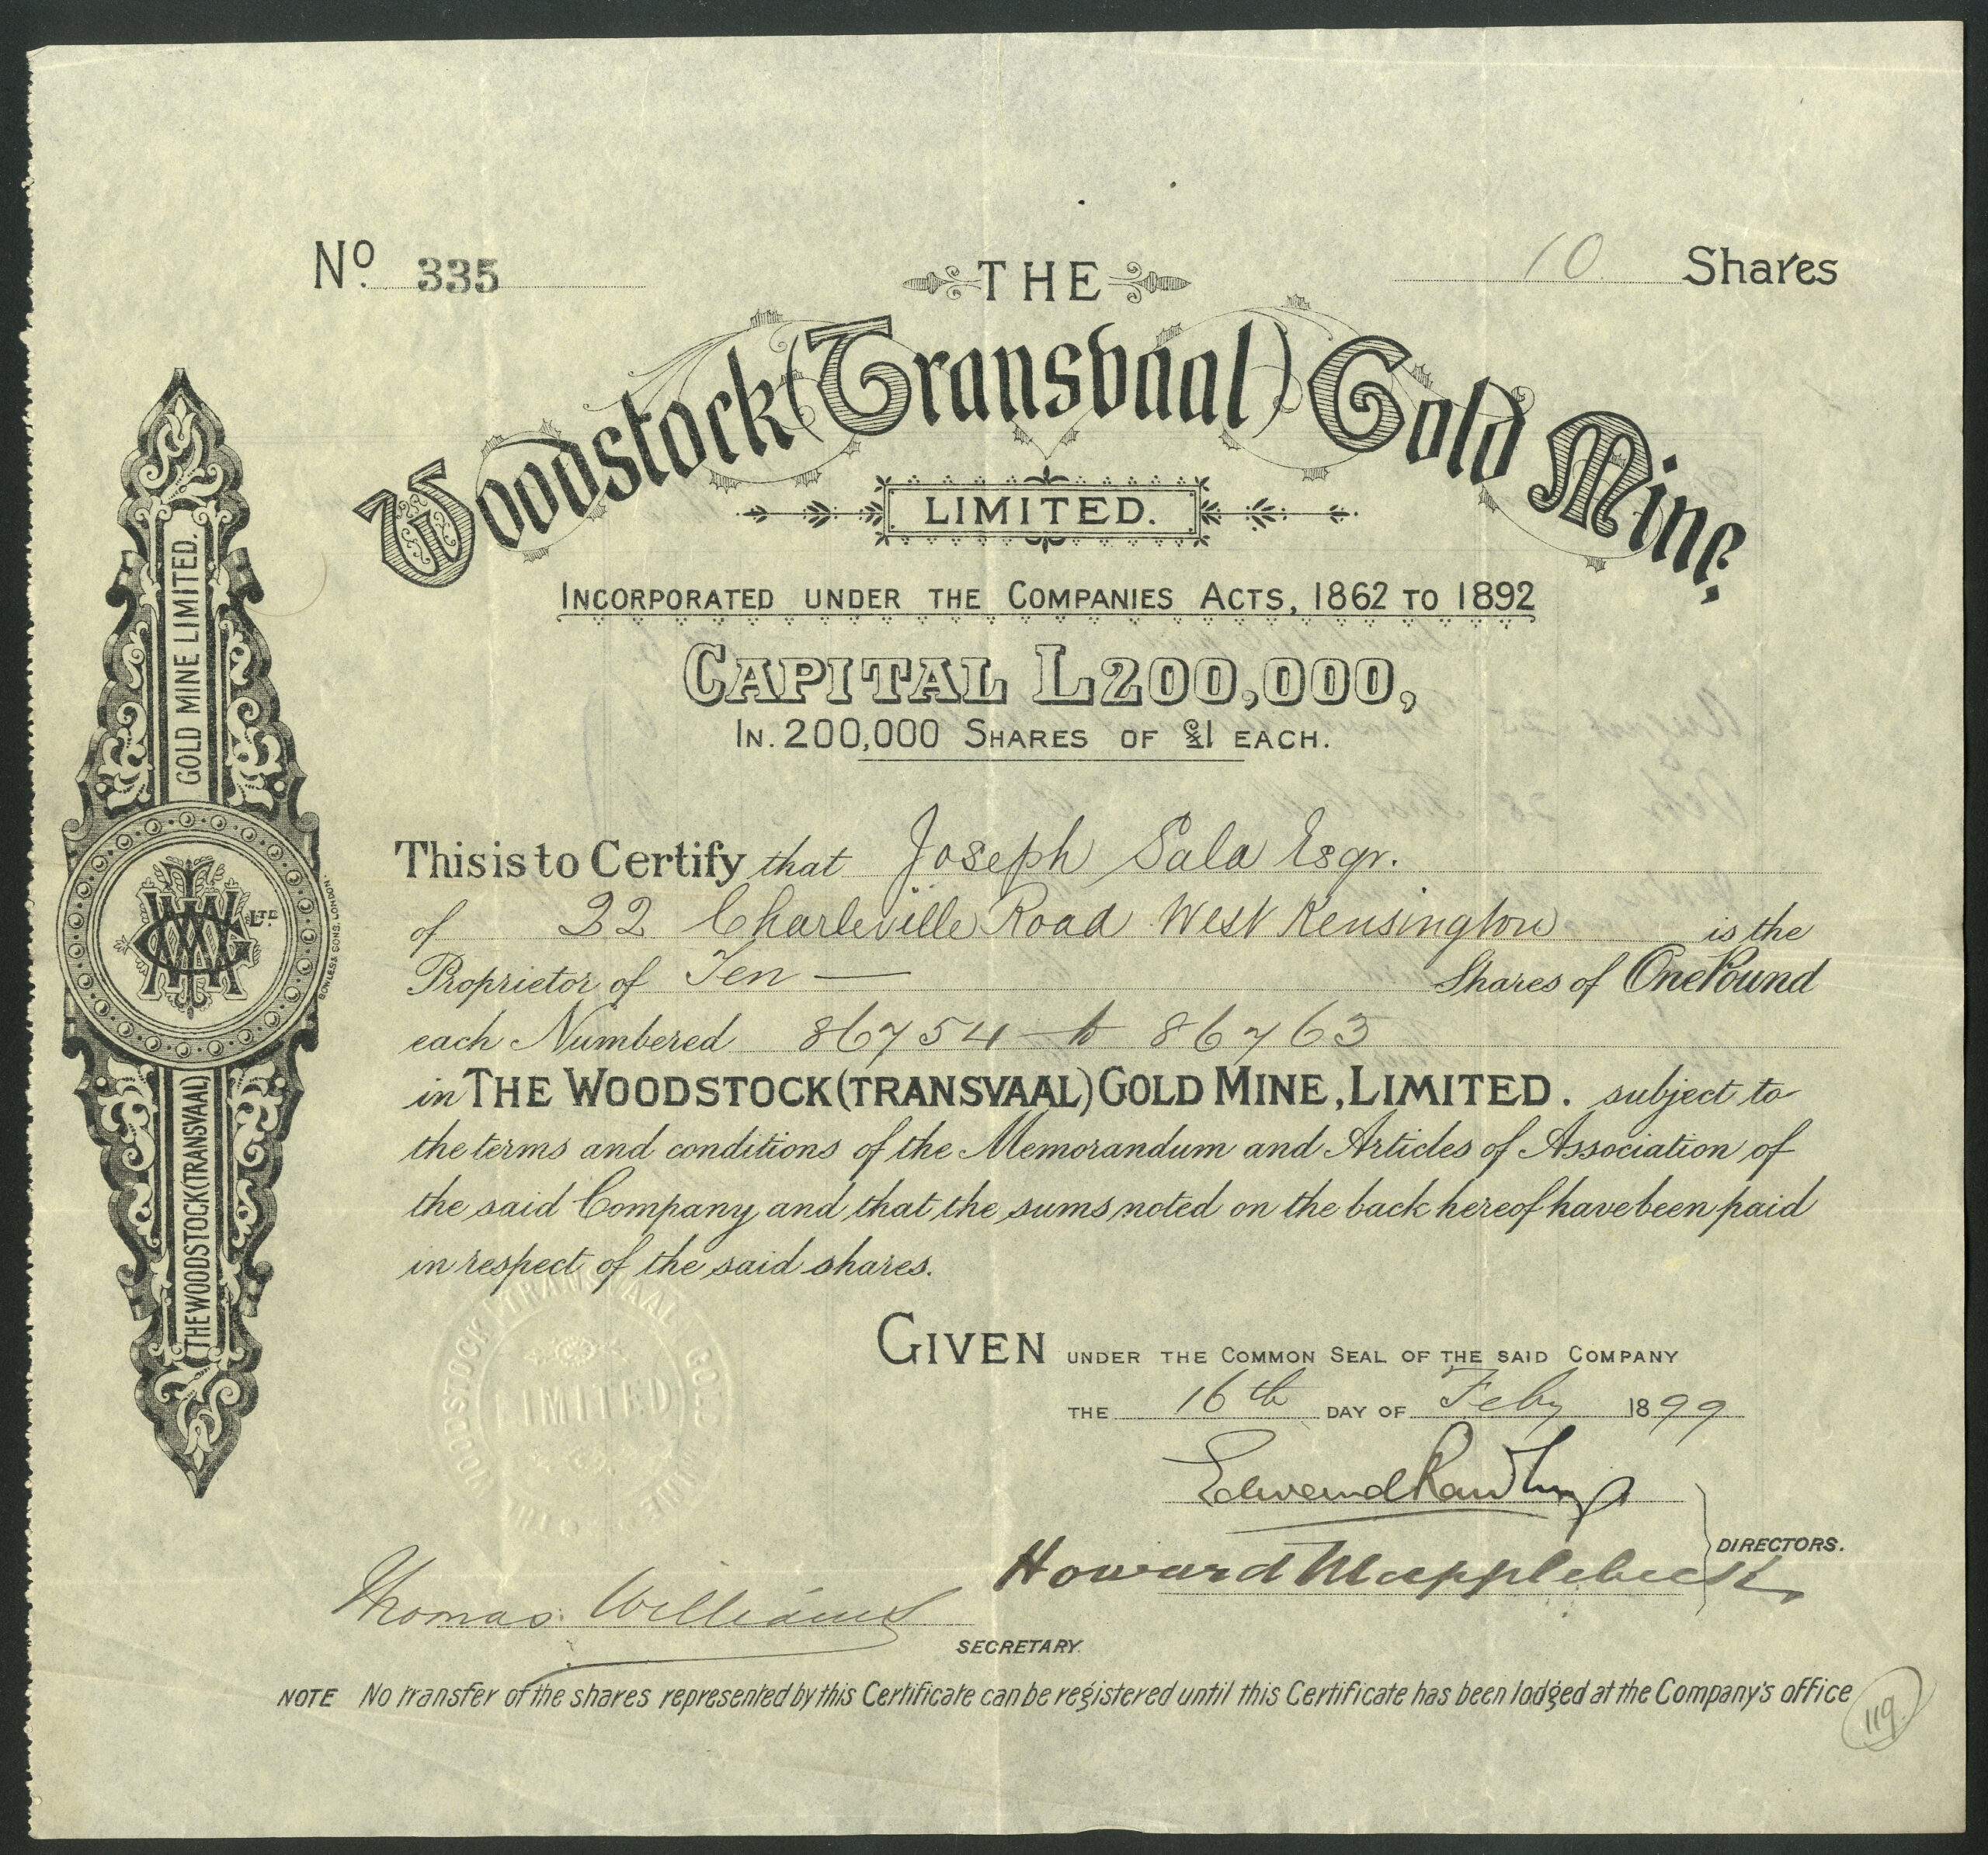 No. 335
10 Shares
THE
Woodstock (Transvaal) Gold Mine,
LIMITED.
INCORPORATED UNDER THE COMPANIES ACTS, 1862 TO 1892
CAPITAL L200,000,
IN. 200,000 SHARES OF £1 EACH.
This is to Certify that Joseph Sala Esqr.
of 22 Charleville Road West Kensington is the
Proprietor of Ten — Shares of One Pound
each Numbered 86754 to 86763
in THE WOODSTOCK (TRANSVAAL) GOLD MINE, LIMITED. subject to
the terms and conditions of the Memorandum and Articles of Association of
the said Company and that the sums noted on the back hereof have been paid
in respect of the said shares.
GIVEN UNDER THE COMMON SEAL OF THE SAID COMPANY
THE 16th DAY OF Feby 1899
Howard Mapplebeck
DIRECTORS.
Thomas Williams
SECRETARY.
NOTE No transfer of the shares represented by this Certificate can be registered until this Certificate has been lodged at the Company's office
119.
THE WOODSTOCK (TRANSVAAL)
GOLD MINE LIMITED.
LTD.
THE WOODSTOCK (TRANSVAAL) GOLD MINE
LIMITED